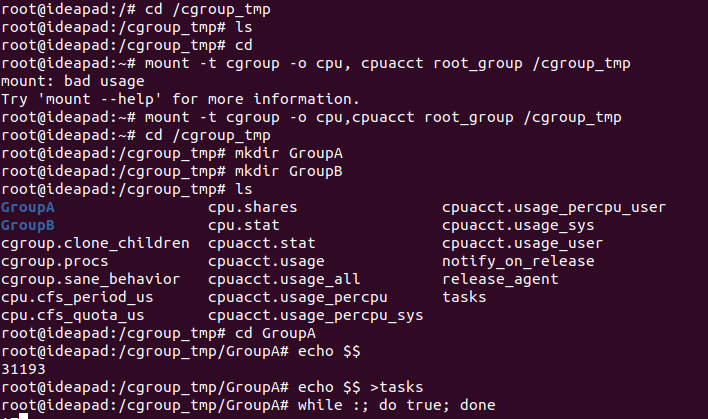 root@ideapad:/# cd /cgroup_tmp
root@ideapad:/cgroup_tmp# ls
root@ideapad:/cgroup_tmp# cd
root@ideapad:~# mount -t cgroup -o cpu, cpuacct root_group /cgroup_tmp
mount: bad usage
Try 'mount --help' for more information.
root@ideapad:~# mount -t cgroup -o cpu,cpuacct root_group /cgroup_tmp
root@ideapad:~# cd /cgroup_tmp
root@ideapad:/cgroup_tmp# mkdir GroupA
root@ideapad:/cgroup_tmp# mkdir GroupB
root@ideapad:/cgroup_tmp# ls
GroupA cpu.shares cpuacct.usage_percpu_user
GroupB cpu.stat cpuacct.usage_sys
cgroup.clone_children cpuacct.stat cpuacct.usage_user
cgroup.procs cpuacct.usage notify_on_release
cgroup.sane_behavior cpuacct.usage_all release_agent
cpu.cfs_period_us cpuacct.usage_percpu tasks
cpu.cfs_quota_us cpuacct.usage_percpu_sys
root@ideapad:/cgroup_tmp# cd GroupA
root@ideapad:/cgroup_tmp/GroupA# echo $$
31193
root@ideapad:/cgroup_tmp/GroupA# echo $$ >tasks
root@ideapad:/cgroup_tmp/GroupA# while :; do true; done